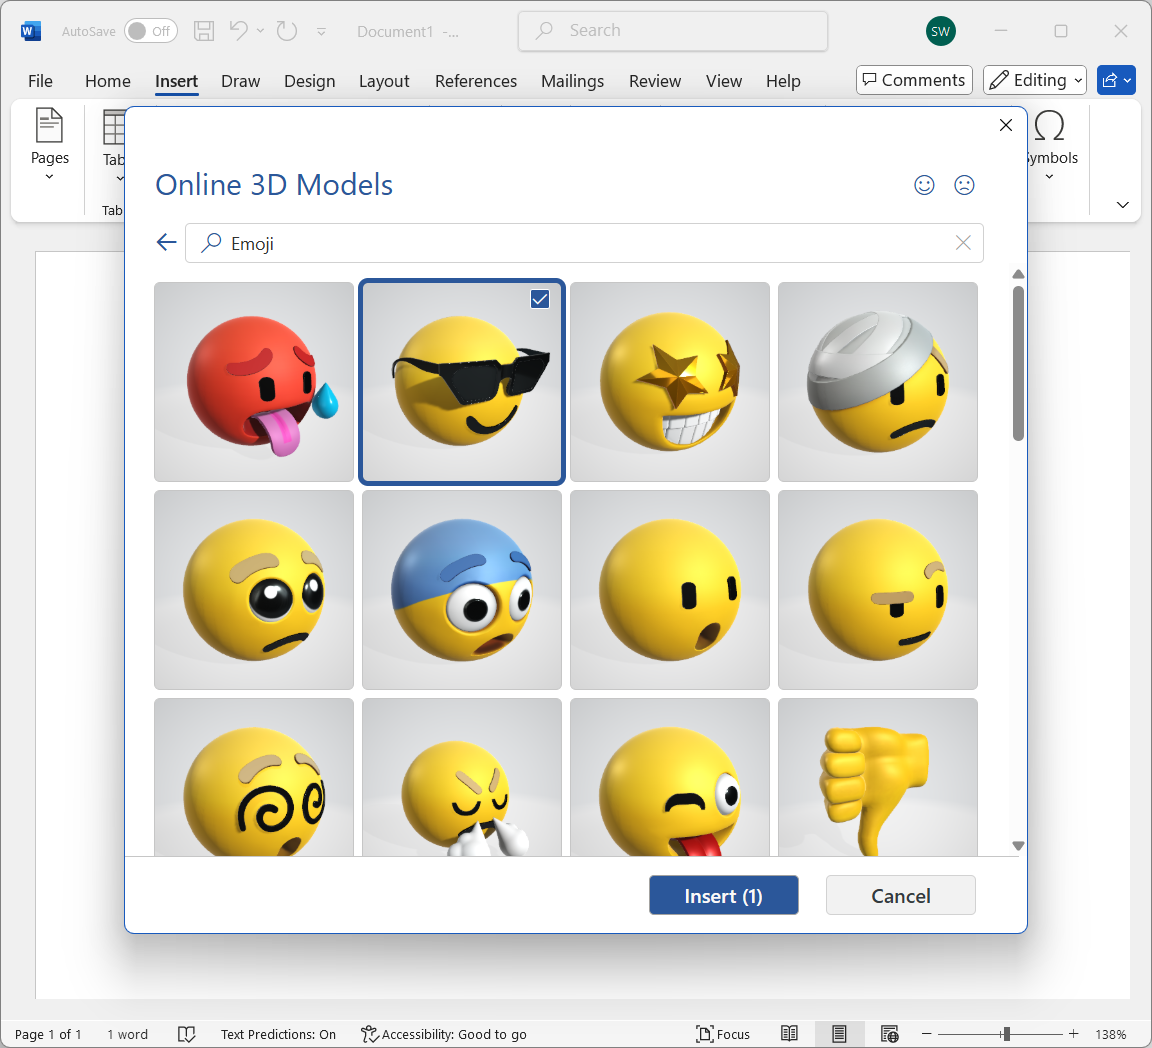 W AutoSave Off Document1 -... Search SW
File Home Insert Draw Design Layout References Mailings Review View Help Comments Editing
Pages
Tab
Tab
ymbols
Online 3D Models
Emoji
Insert (1) Cancel
Page 1 of 1 1 word Text Predictions: On Accessibility: Good to go Focus 138%